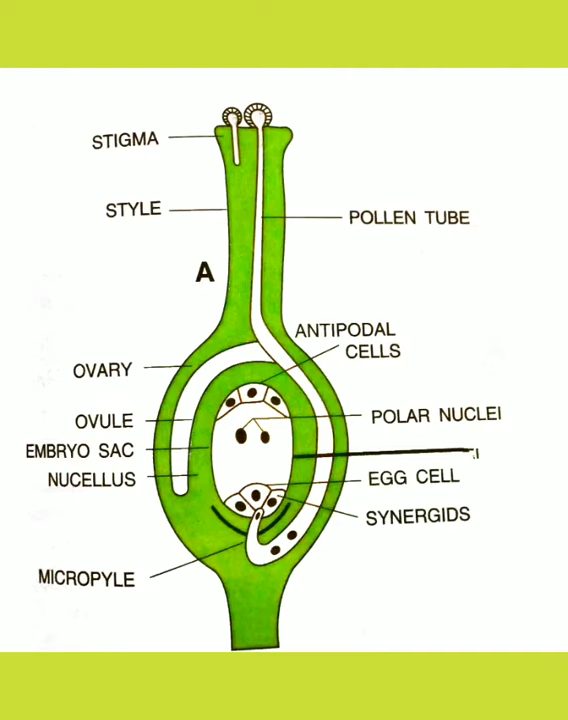 STIGMA
STYLE
POLLEN TUBE
A
ANTIPODAL
CELLS
OVARY
OVULE
POLAR NUCLEI
EMBRYO SAC
NUCELLUS
EGG CELL
SYNERGIDS
MICROPYLE